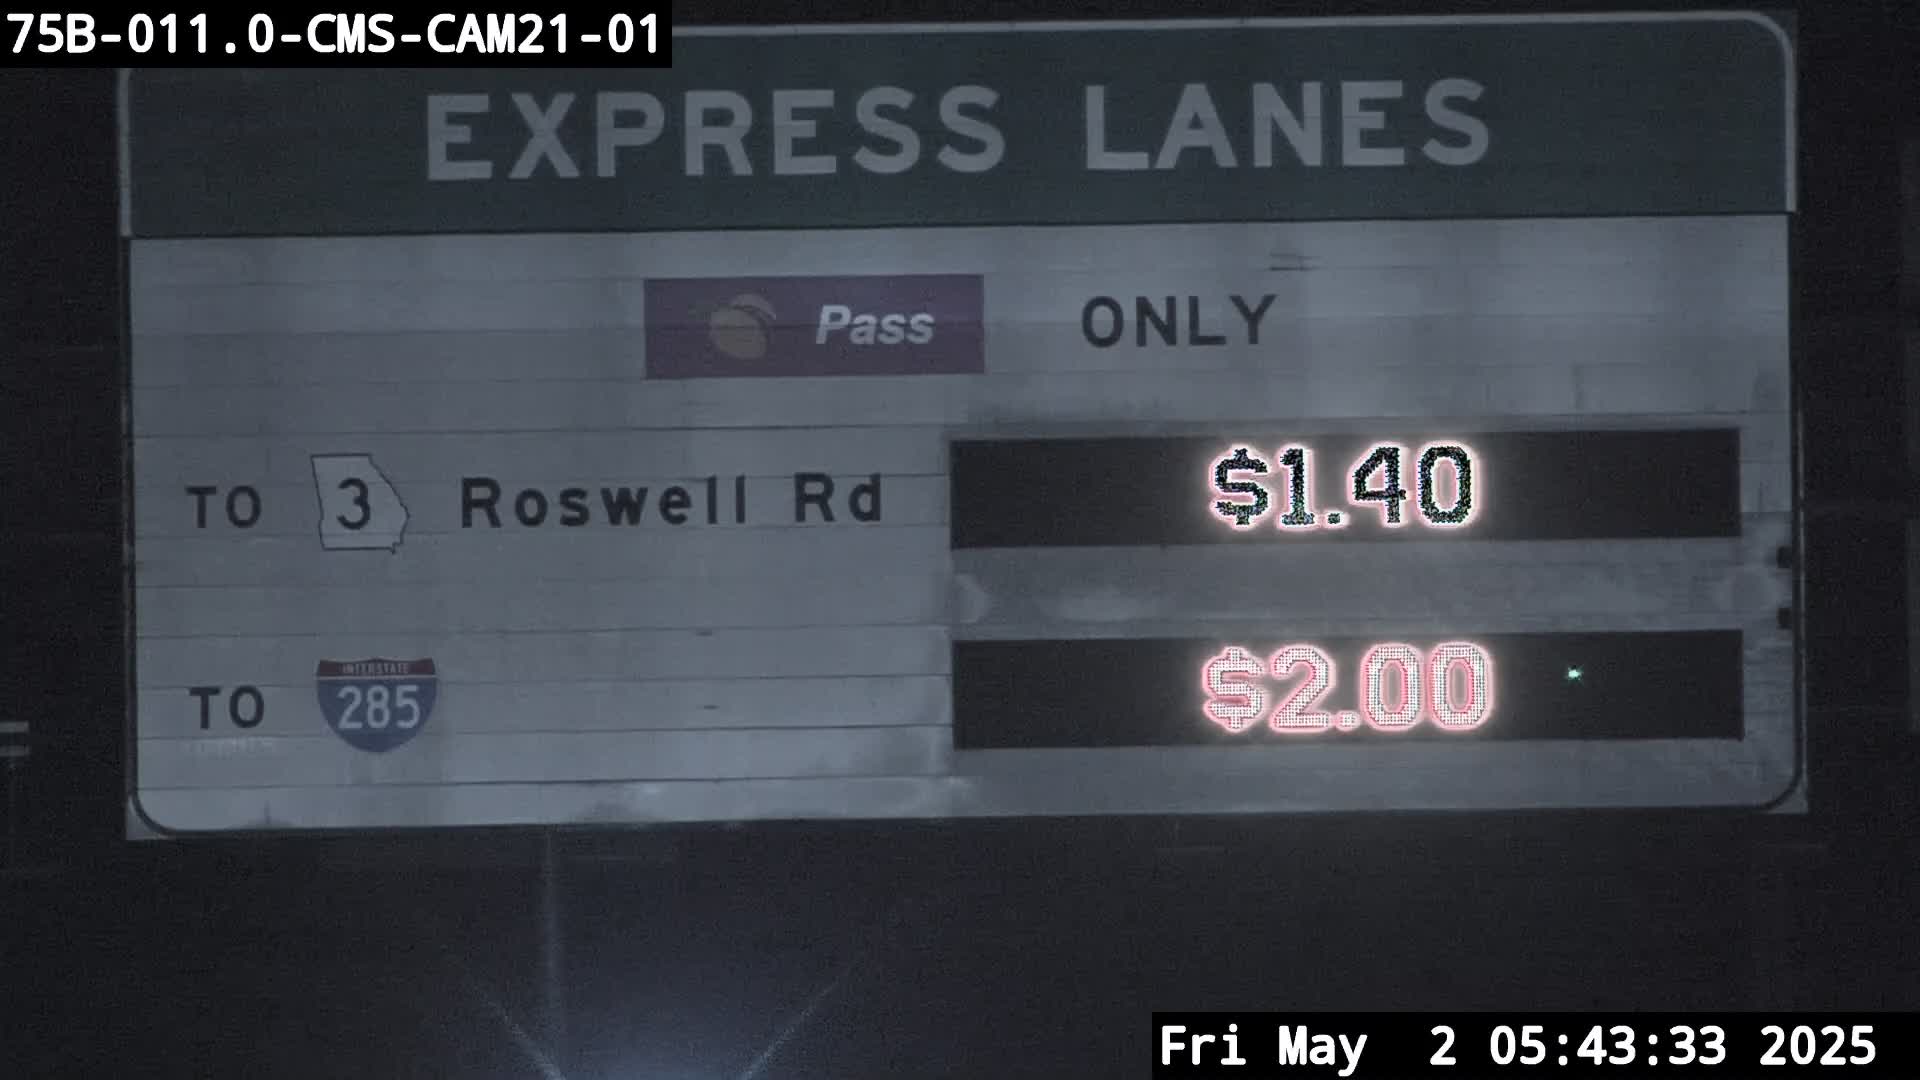 75B-011.0-CMS-CAM21-01
EXPRESS LANES
Pass ONLY
TO 3 Roswell Rd $1.40
TO INTERSTATE 285 $2.00
Fri May 2 05:43:33 2025